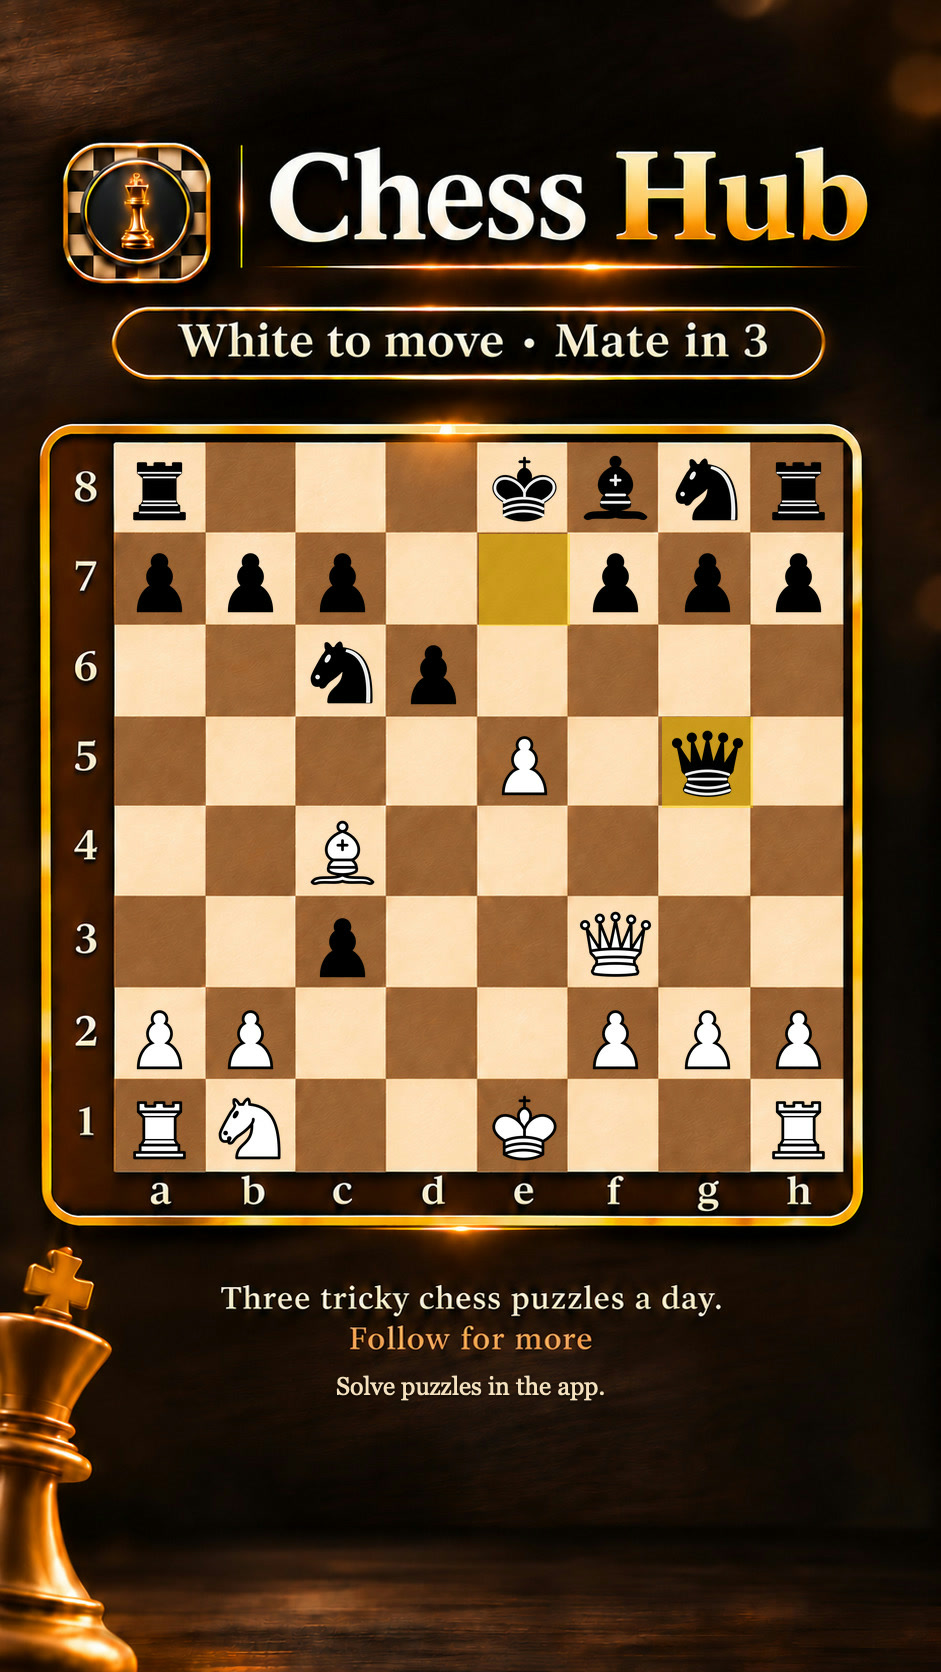 Chess Hub
White to move • Mate in 3
8
7
6
5
4
3
2
1
a b c d e f g h
Three tricky chess puzzles a day.
Follow for more
Solve puzzles in the app.